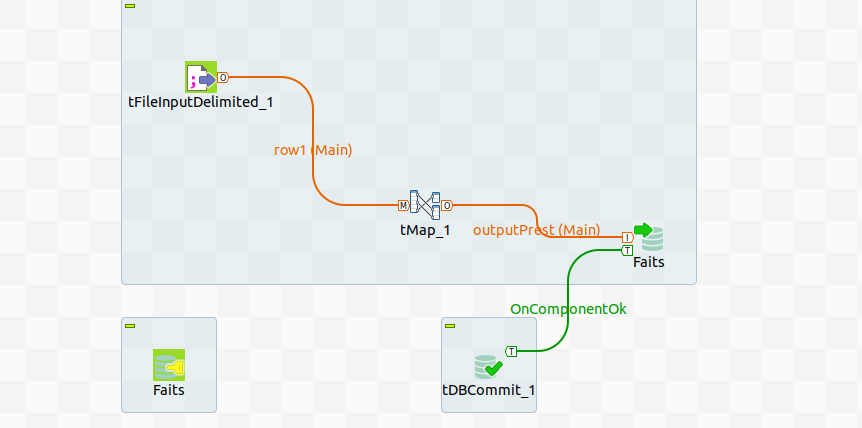 O
tFileInputDelimited_1
row1 (Main)
M
O
tMap_1
outputPrest (Main)
I
T
Faits
OnComponentOk
T
Faits
tDBCommit_1